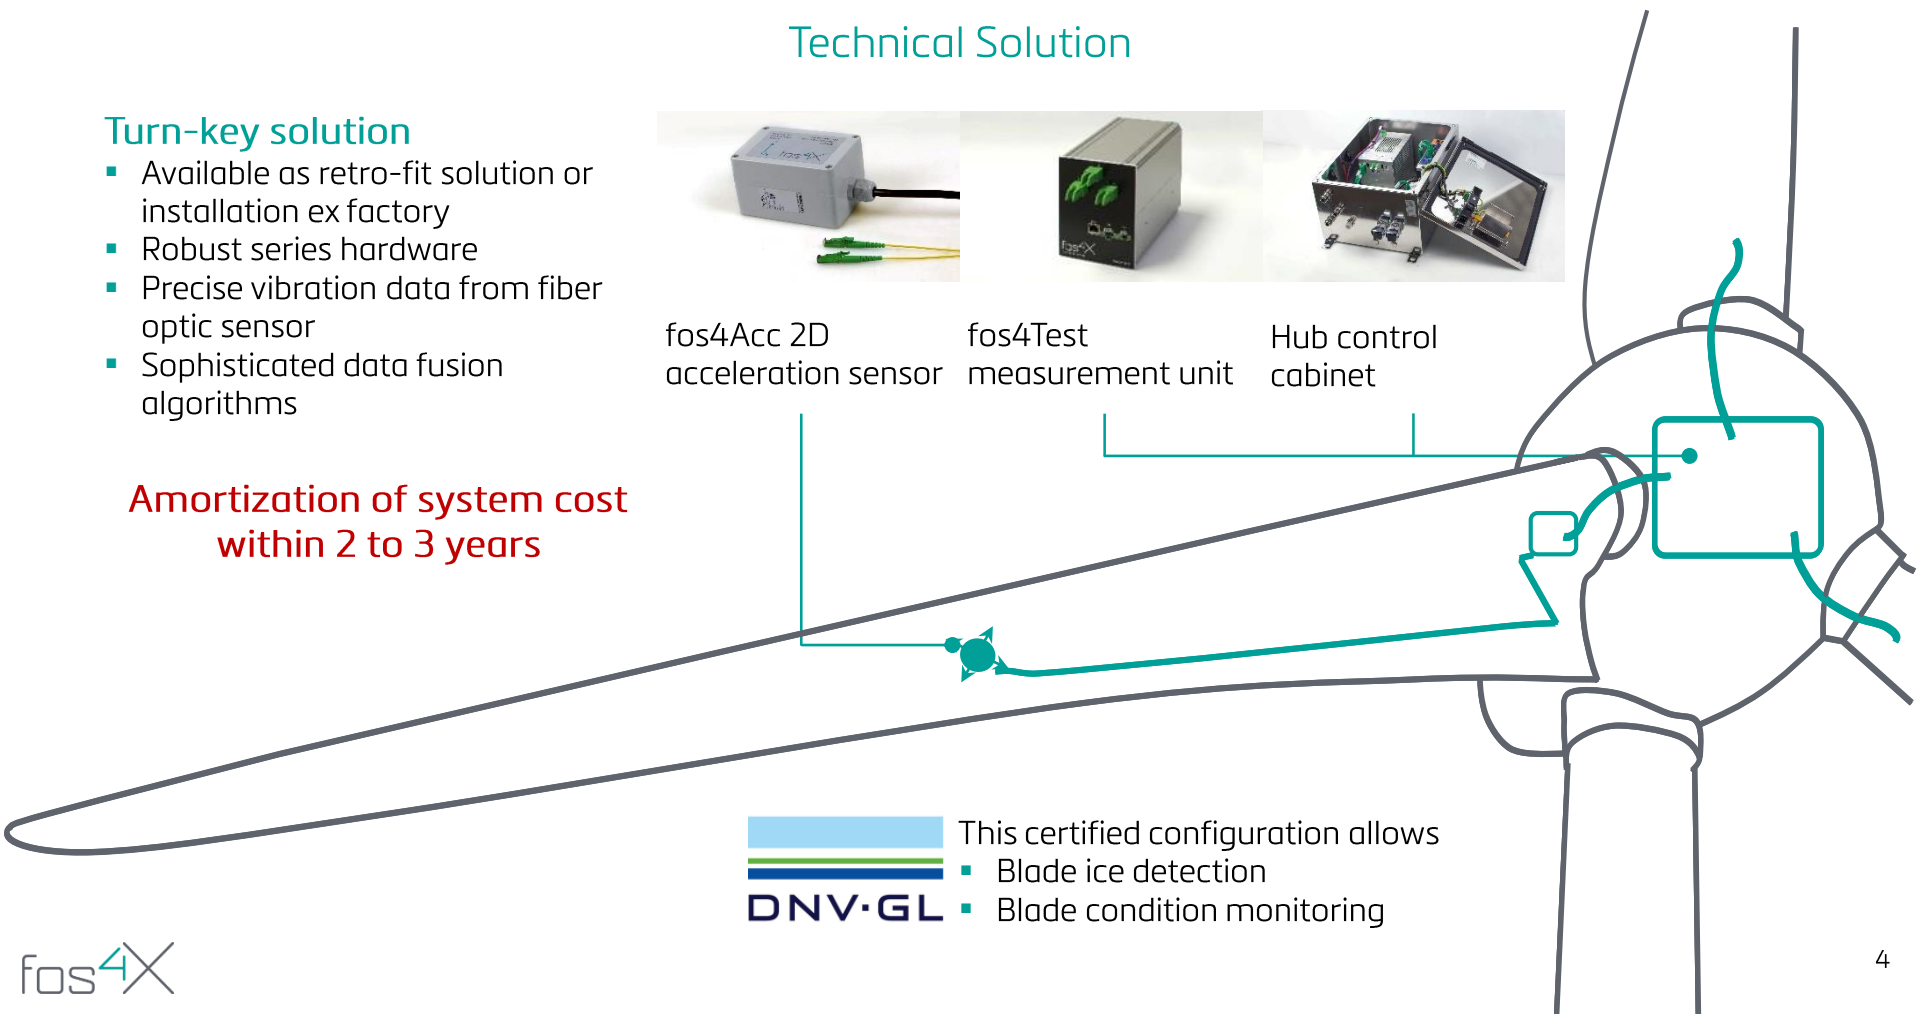 Technical Solution
Turn-key solution
▪ Available as retro-fit solution or
installation ex factory
▪ Robust series hardware
▪ Precise vibration data from fiber
optic sensor
▪ Sophisticated data fusion
algorithms
Amortization of system cost
within 2 to 3 years
fos4X
fos4X
fos4Acc 2D
acceleration sensor
fos4Test
measurement unit
Hub control
cabinet
This certified configuration allows
▪ Blade ice detection
▪ Blade condition monitoring
DNV·GL
fos4X
4